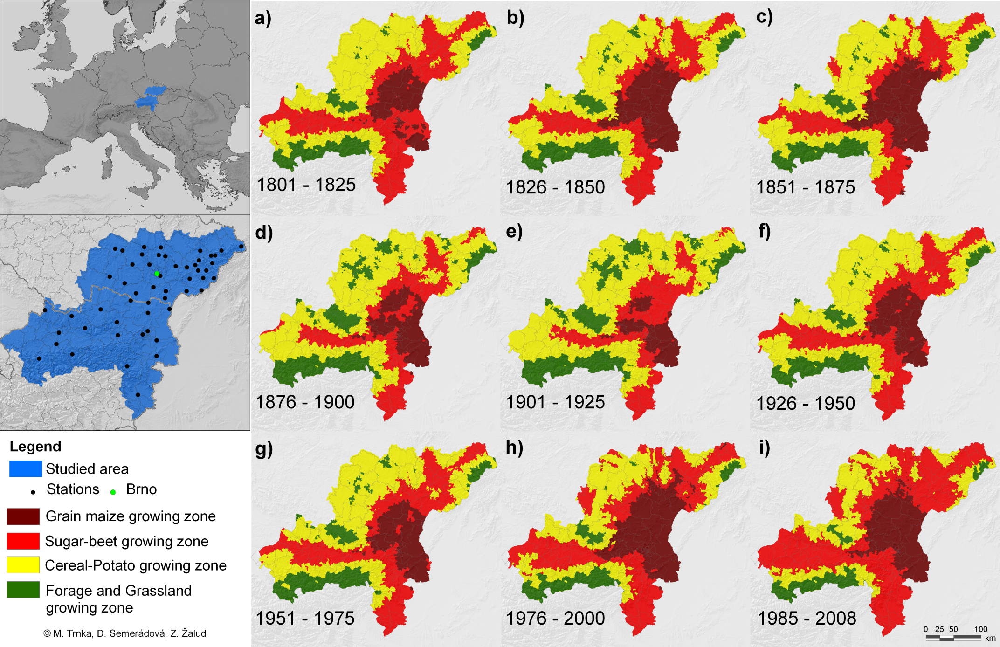 a)
1801 - 1825
b)
1826 - 1850
c)
1851 - 1875
d)
1876 - 1900
e)
1901 - 1925
f)
1926 - 1950
g)
1951 - 1975
h)
1976 - 2000
i)
1985 - 2008
0 25 50 100
km
Legend
Studied area
Stations Brno
Grain maize growing zone
Sugar-beet growing zone
Cereal-Potato growing zone
Forage and Grassland
growing zone
© M. Trnka, D. Semerádová, Z. Žalud